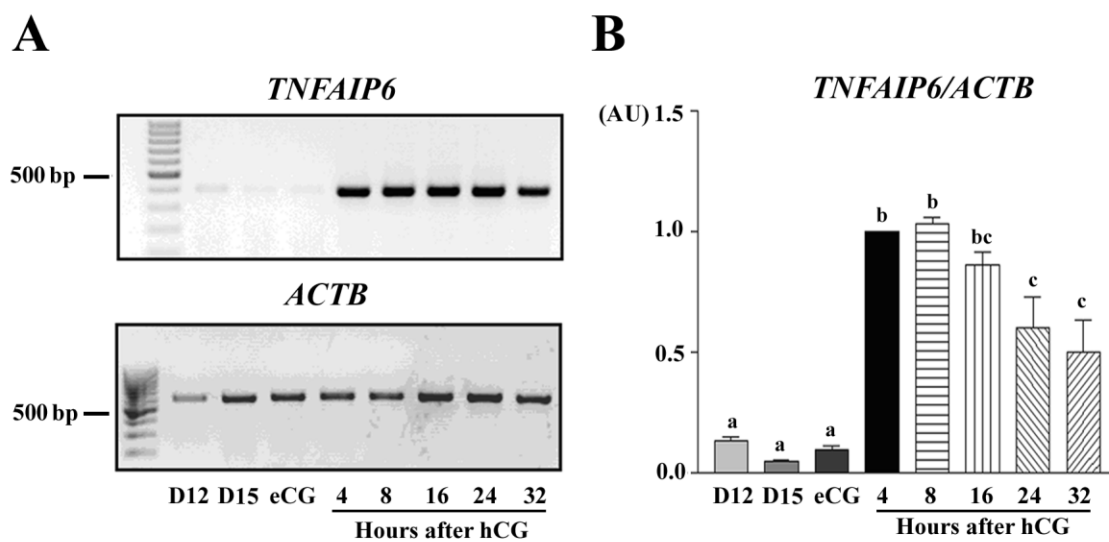 A
TNFAIP6
500 bp
ACTB
500 bp
D12 D15 eCG 4 8 16 24 32
Hours after hCG
B
TNFAIP6/ACTB
(AU)
1.5
1.0
0.5
0.0
a a a b b bc c c
D12 D15 eCG 4 8 16 24 32
Hours after hCG